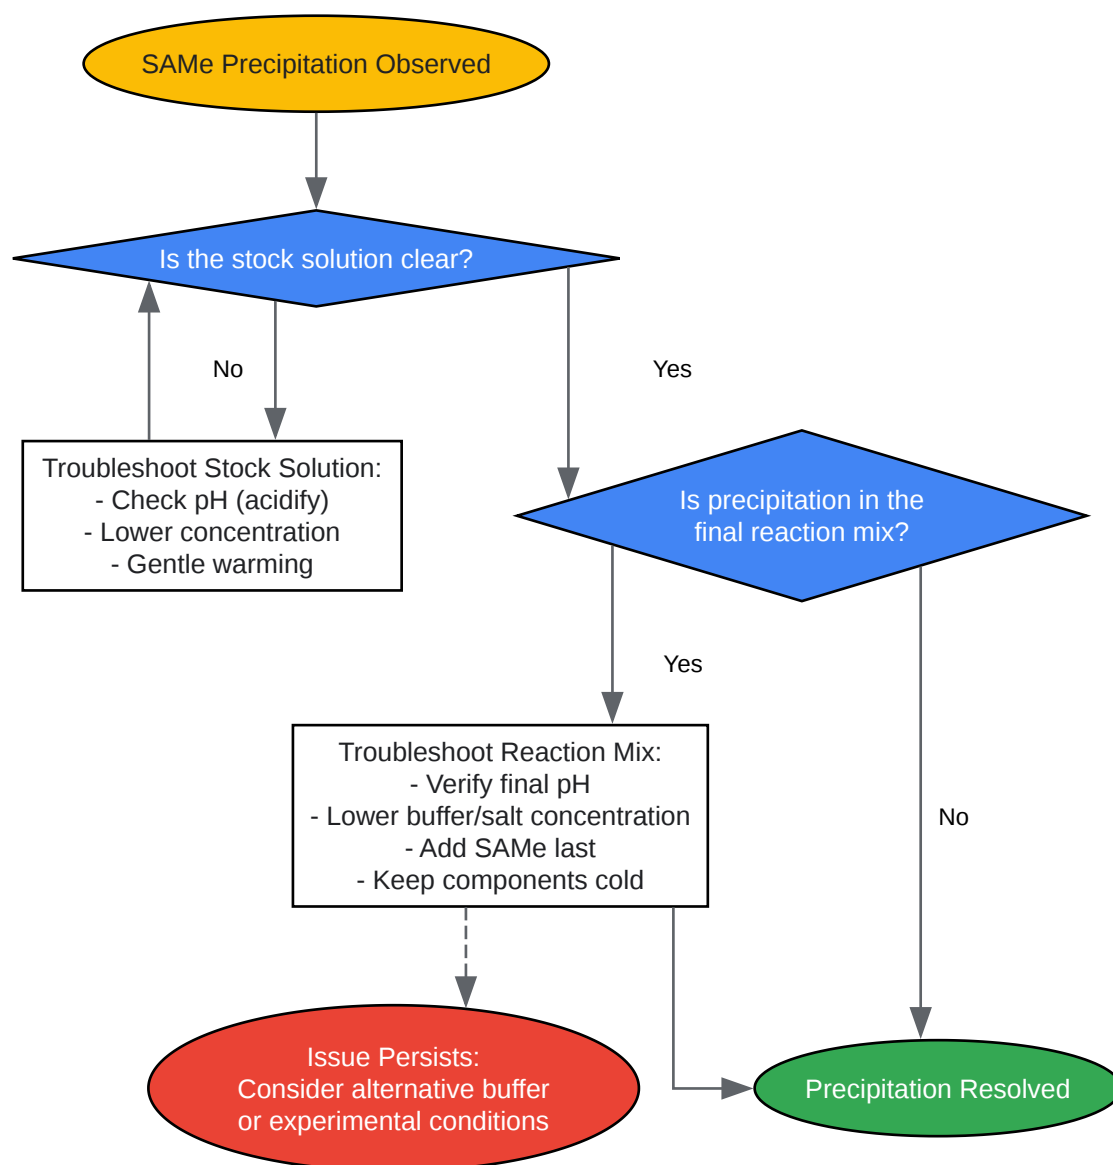 SAMe Precipitation Observed
Is the stock solution clear?
No
Yes
Troubleshoot Stock Solution:
- Check pH (acidify)
- Lower concentration
- Gentle warming
Is precipitation in the
final reaction mix?
Yes
Troubleshoot Reaction Mix:
- Verify final pH
- Lower buffer/salt concentration
- Add SAMe last
- Keep components cold
No
Issue Persists:
Consider alternative buffer
or experimental conditions
Precipitation Resolved